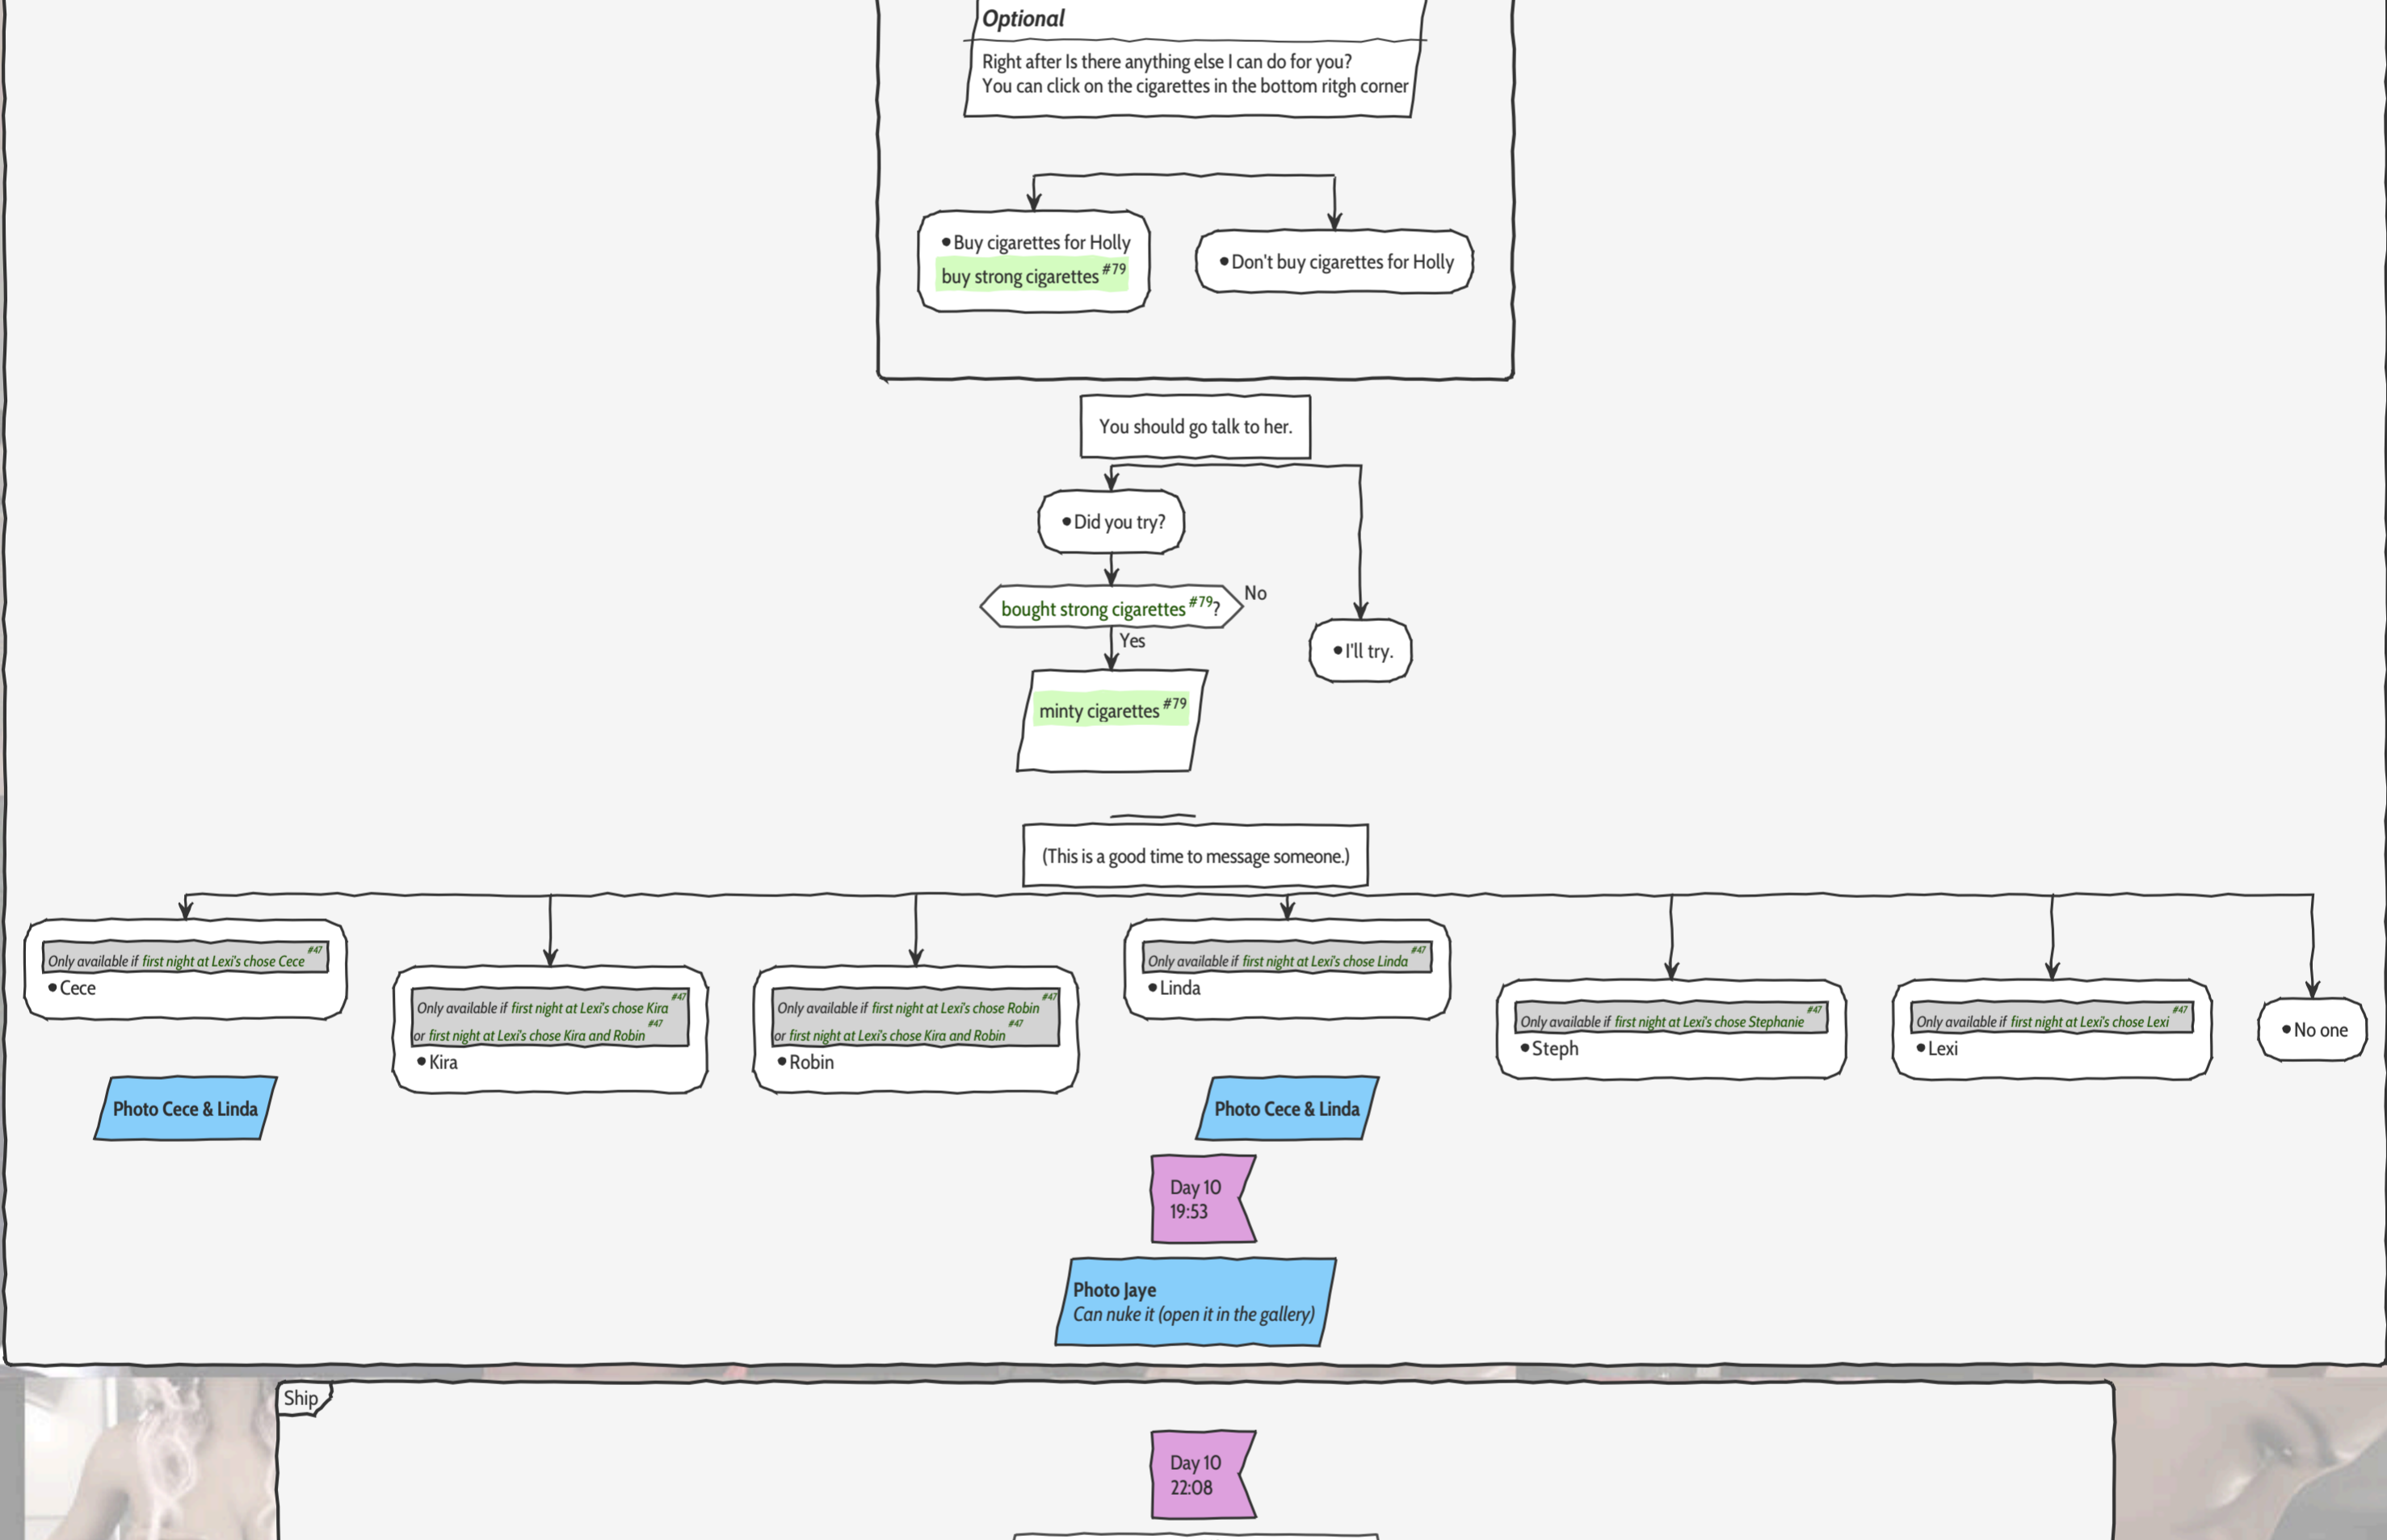 Optional
Right after Is there anything else I can do for you?
You can click on the cigarettes in the bottom ritgh corner
•Buy cigarettes for Holly
buy strong cigarettes #79
•Don't buy cigarettes for Holly
You should go talk to her.
•Did you try?
bought strong cigarettes #79?
No
Yes
•I'll try.
minty cigarettes #79
(This is a good time to message someone.)
Only available if first night at Lexi's chose Cece #47
•Cece
Only available if first night at Lexi's chose Kira #47
or first night at Lexi's chose Kira and Robin #47
•Kira
Only available if first night at Lexi's chose Robin #47
or first night at Lexi's chose Kira and Robin #47
•Robin
Only available if first night at Lexi's chose Linda #47
•Linda
Only available if first night at Lexi's chose Stephanie #47
•Steph
Only available if first night at Lexi's chose Lexi #47
•Lexi
•No one
Photo Cece & Linda
Photo Cece & Linda
Day 10
19:53
Photo Jaye
Can nuke it (open it in the gallery)
Ship
Day 10
22:08